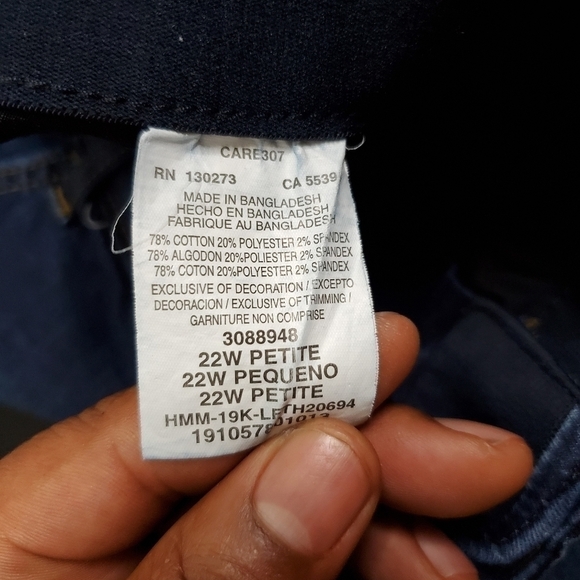 CARE307
RN 130273 CA 5539
MADE IN BANGLADESH
HECHO EN BANGLADESH
FABRIQUE AU BANGLADESH
78% COTTON 20% POLYESTER 2% SPANDEX
78% ALGODON 20%POLIESTER 2% SPANDEX
78% COTON 20%POLYESTER 2% SPANDEX
EXCLUSIVE OF DECORATION / EXCEPTO
DECORACION / EXCLUSIVE OF TRIMMING /
GARNITURE NON COMPRISE
3088948
22W PETITE
22W PEQUENO
22W PETITE
HMM-19K-LFTH20694